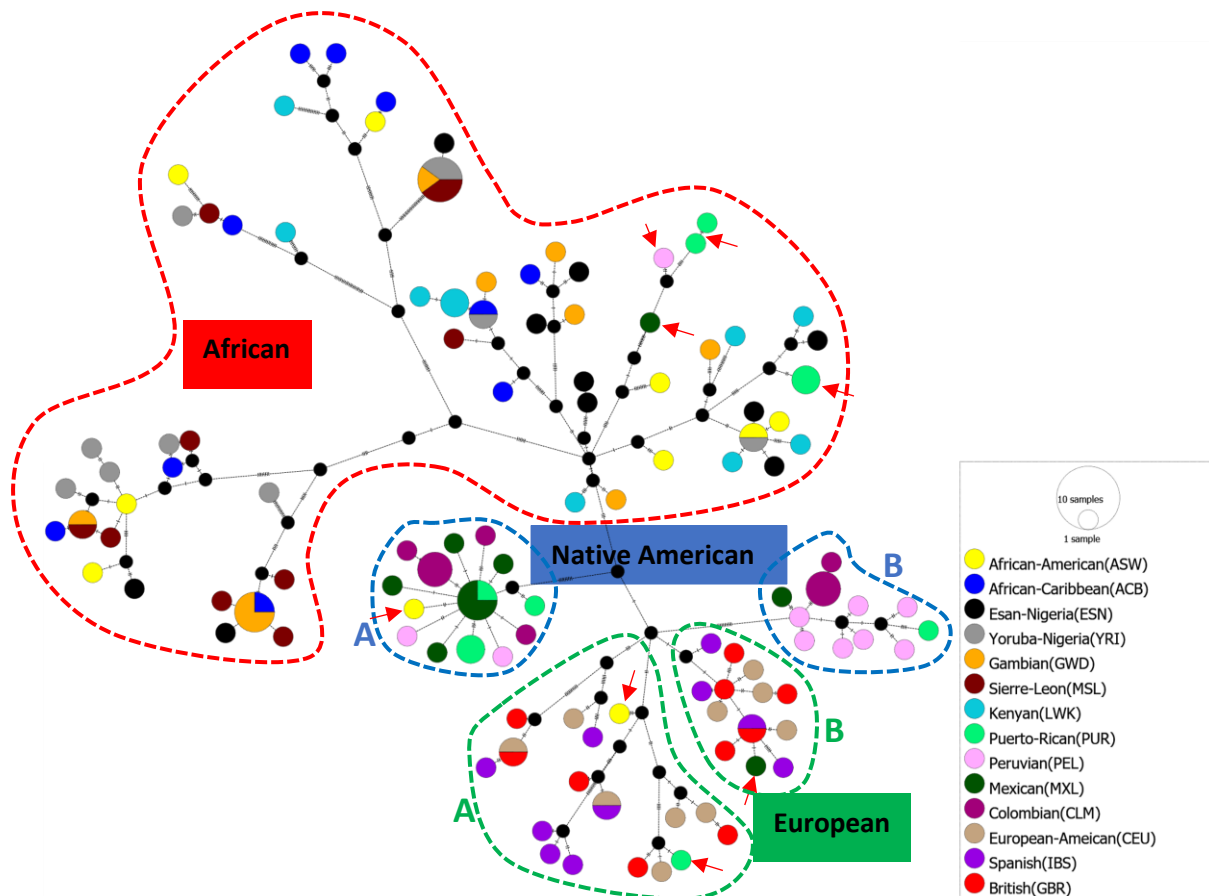 African
Native American
A
B
A
B
European
10 samples
1 sample
African-American(ASW)
African-Caribbean(ACB)
Esan-Nigeria(ESN)
Yoruba-Nigeria(YRI)
Gambian(GWD)
Sierre-Leon(MSL)
Kenyan(LWK)
Puerto-Rican(PUR)
Peruvian(PEL)
Mexican(MXL)
Colombian(CLM)
European-Ameican(CEU)
Spanish(IBS)
British(GBR)